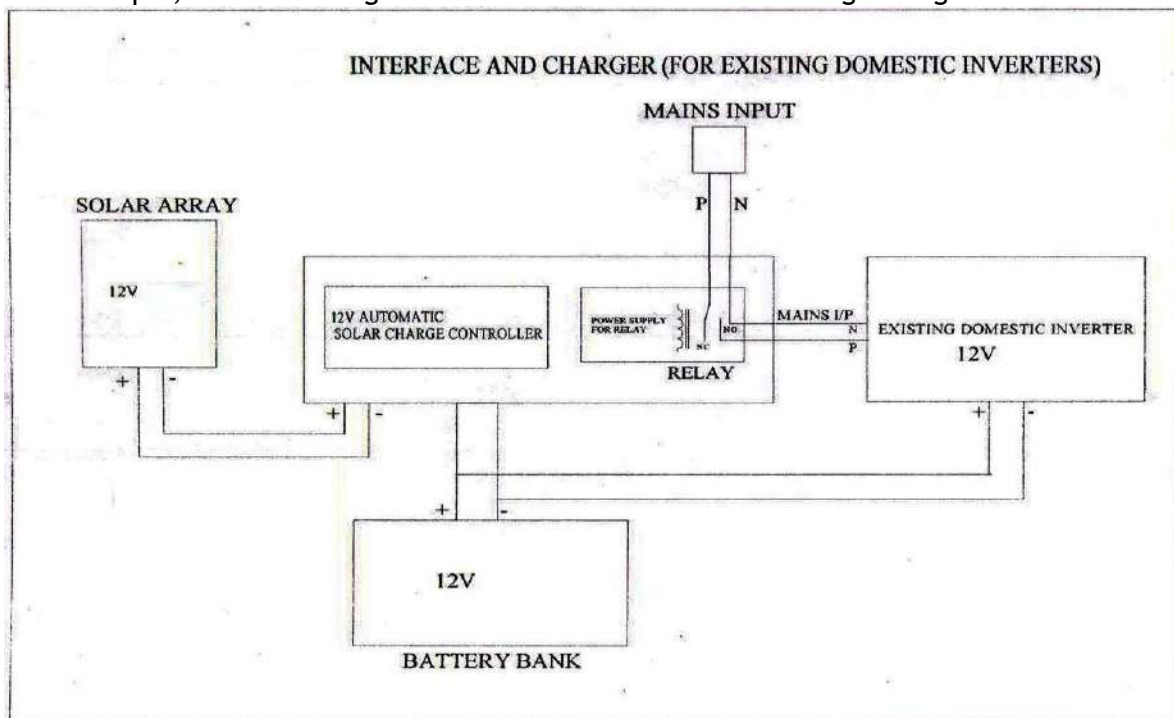 INTERFACE AND CHARGER (FOR EXISTING DOMESTIC INVERTERS)
MAINS INPUT
P N
SOLAR ARRAY
12V
+ -
12V AUTOMATIC
SOLAR CHARGE CONTROLLER
+ -
POWER SUPPLY
FOR RELAY
NC
NO
RELAY
MAINS I/P
N
P
EXISTING DOMESTIC INVERTER
12V
+ -
+ -
12V
BATTERY BANK